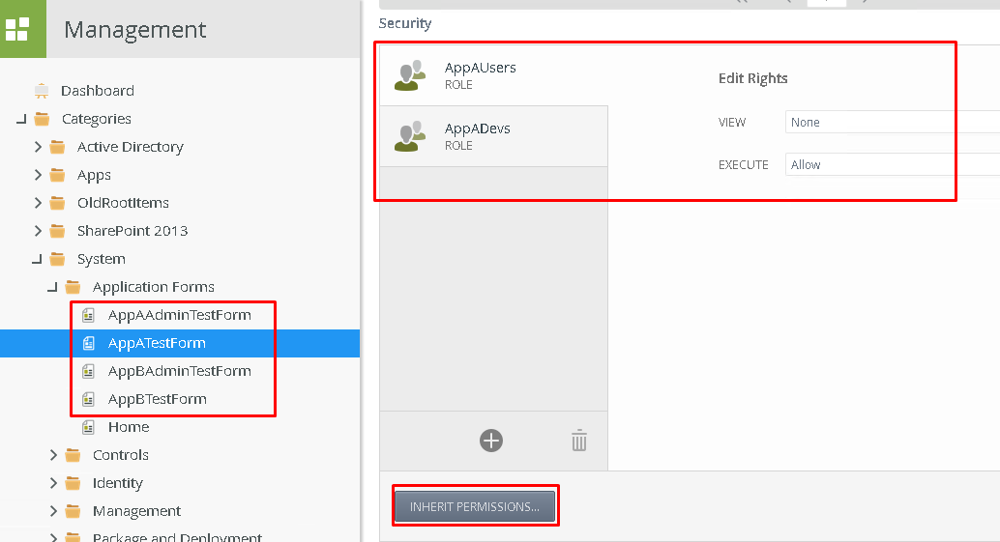 Management
Dashboard
Categories
Active Directory
Apps
OldRootItems
SharePoint 2013
System
Application Forms
AppAAdminTestForm
AppATestForm
AppBAdminTestForm
AppBTestForm
Home
Controls
Identity
Management
Package and Deployment
Security
AppAUsers
ROLE
AppADevs
ROLE
Edit Rights
VIEW None
EXECUTE Allow
INHERIT PERMISSIONS...